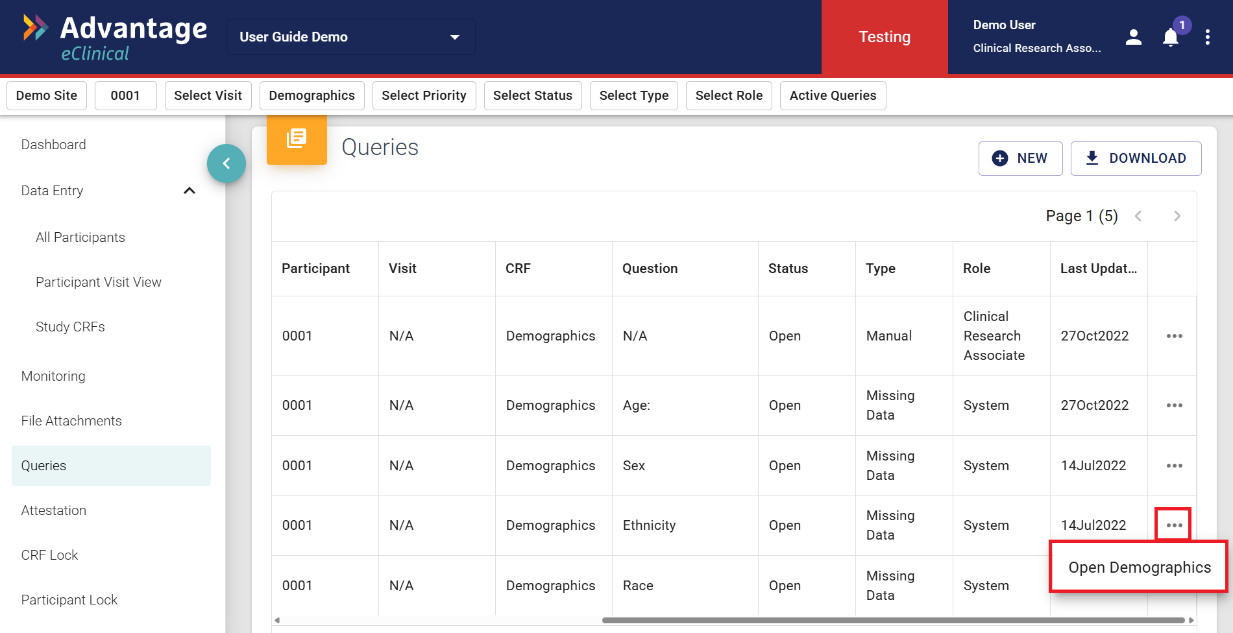 Advantage
eClinical
User Guide Demo
Testing
Demo User
Clinical Research Asso...
1
Demo Site
0001
Select Visit
Demographics
Select Priority
Select Status
Select Type
Select Role
Active Queries
Dashboard
Data Entry
All Participants
Participant Visit View
Study CRFs
Monitoring
File Attachments
Queries
Attestation
CRF Lock
Participant Lock
Queries
NEW
DOWNLOAD
Page 1 (5)
Participant Visit CRF Question Status Type Role Last Updat...
0001 N/A Demographics N/A Open Manual Clinical Research Associate 27Oct2022
0001 N/A Demographics Age: Open Missing Data System 27Oct2022
0001 N/A Demographics Sex Open Missing Data System 14Jul2022
0001 N/A Demographics Ethnicity Open Missing Data System 14Jul2022
Open Demographics
0001 N/A Demographics Race Open Missing Data System